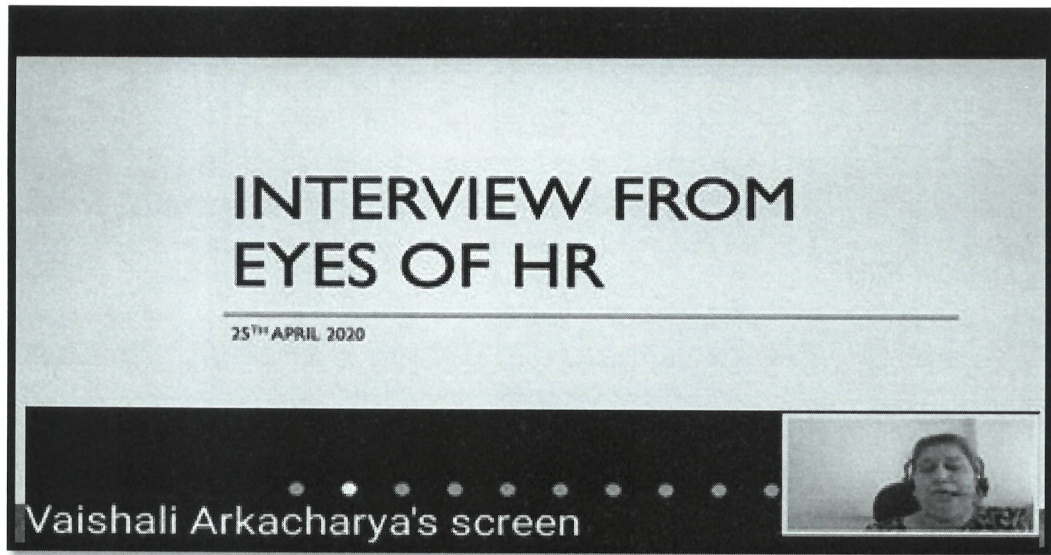 INTERVIEW FROM
EYES OF HR
25TH APRIL 2020
Vaishali Arkacharya's screen